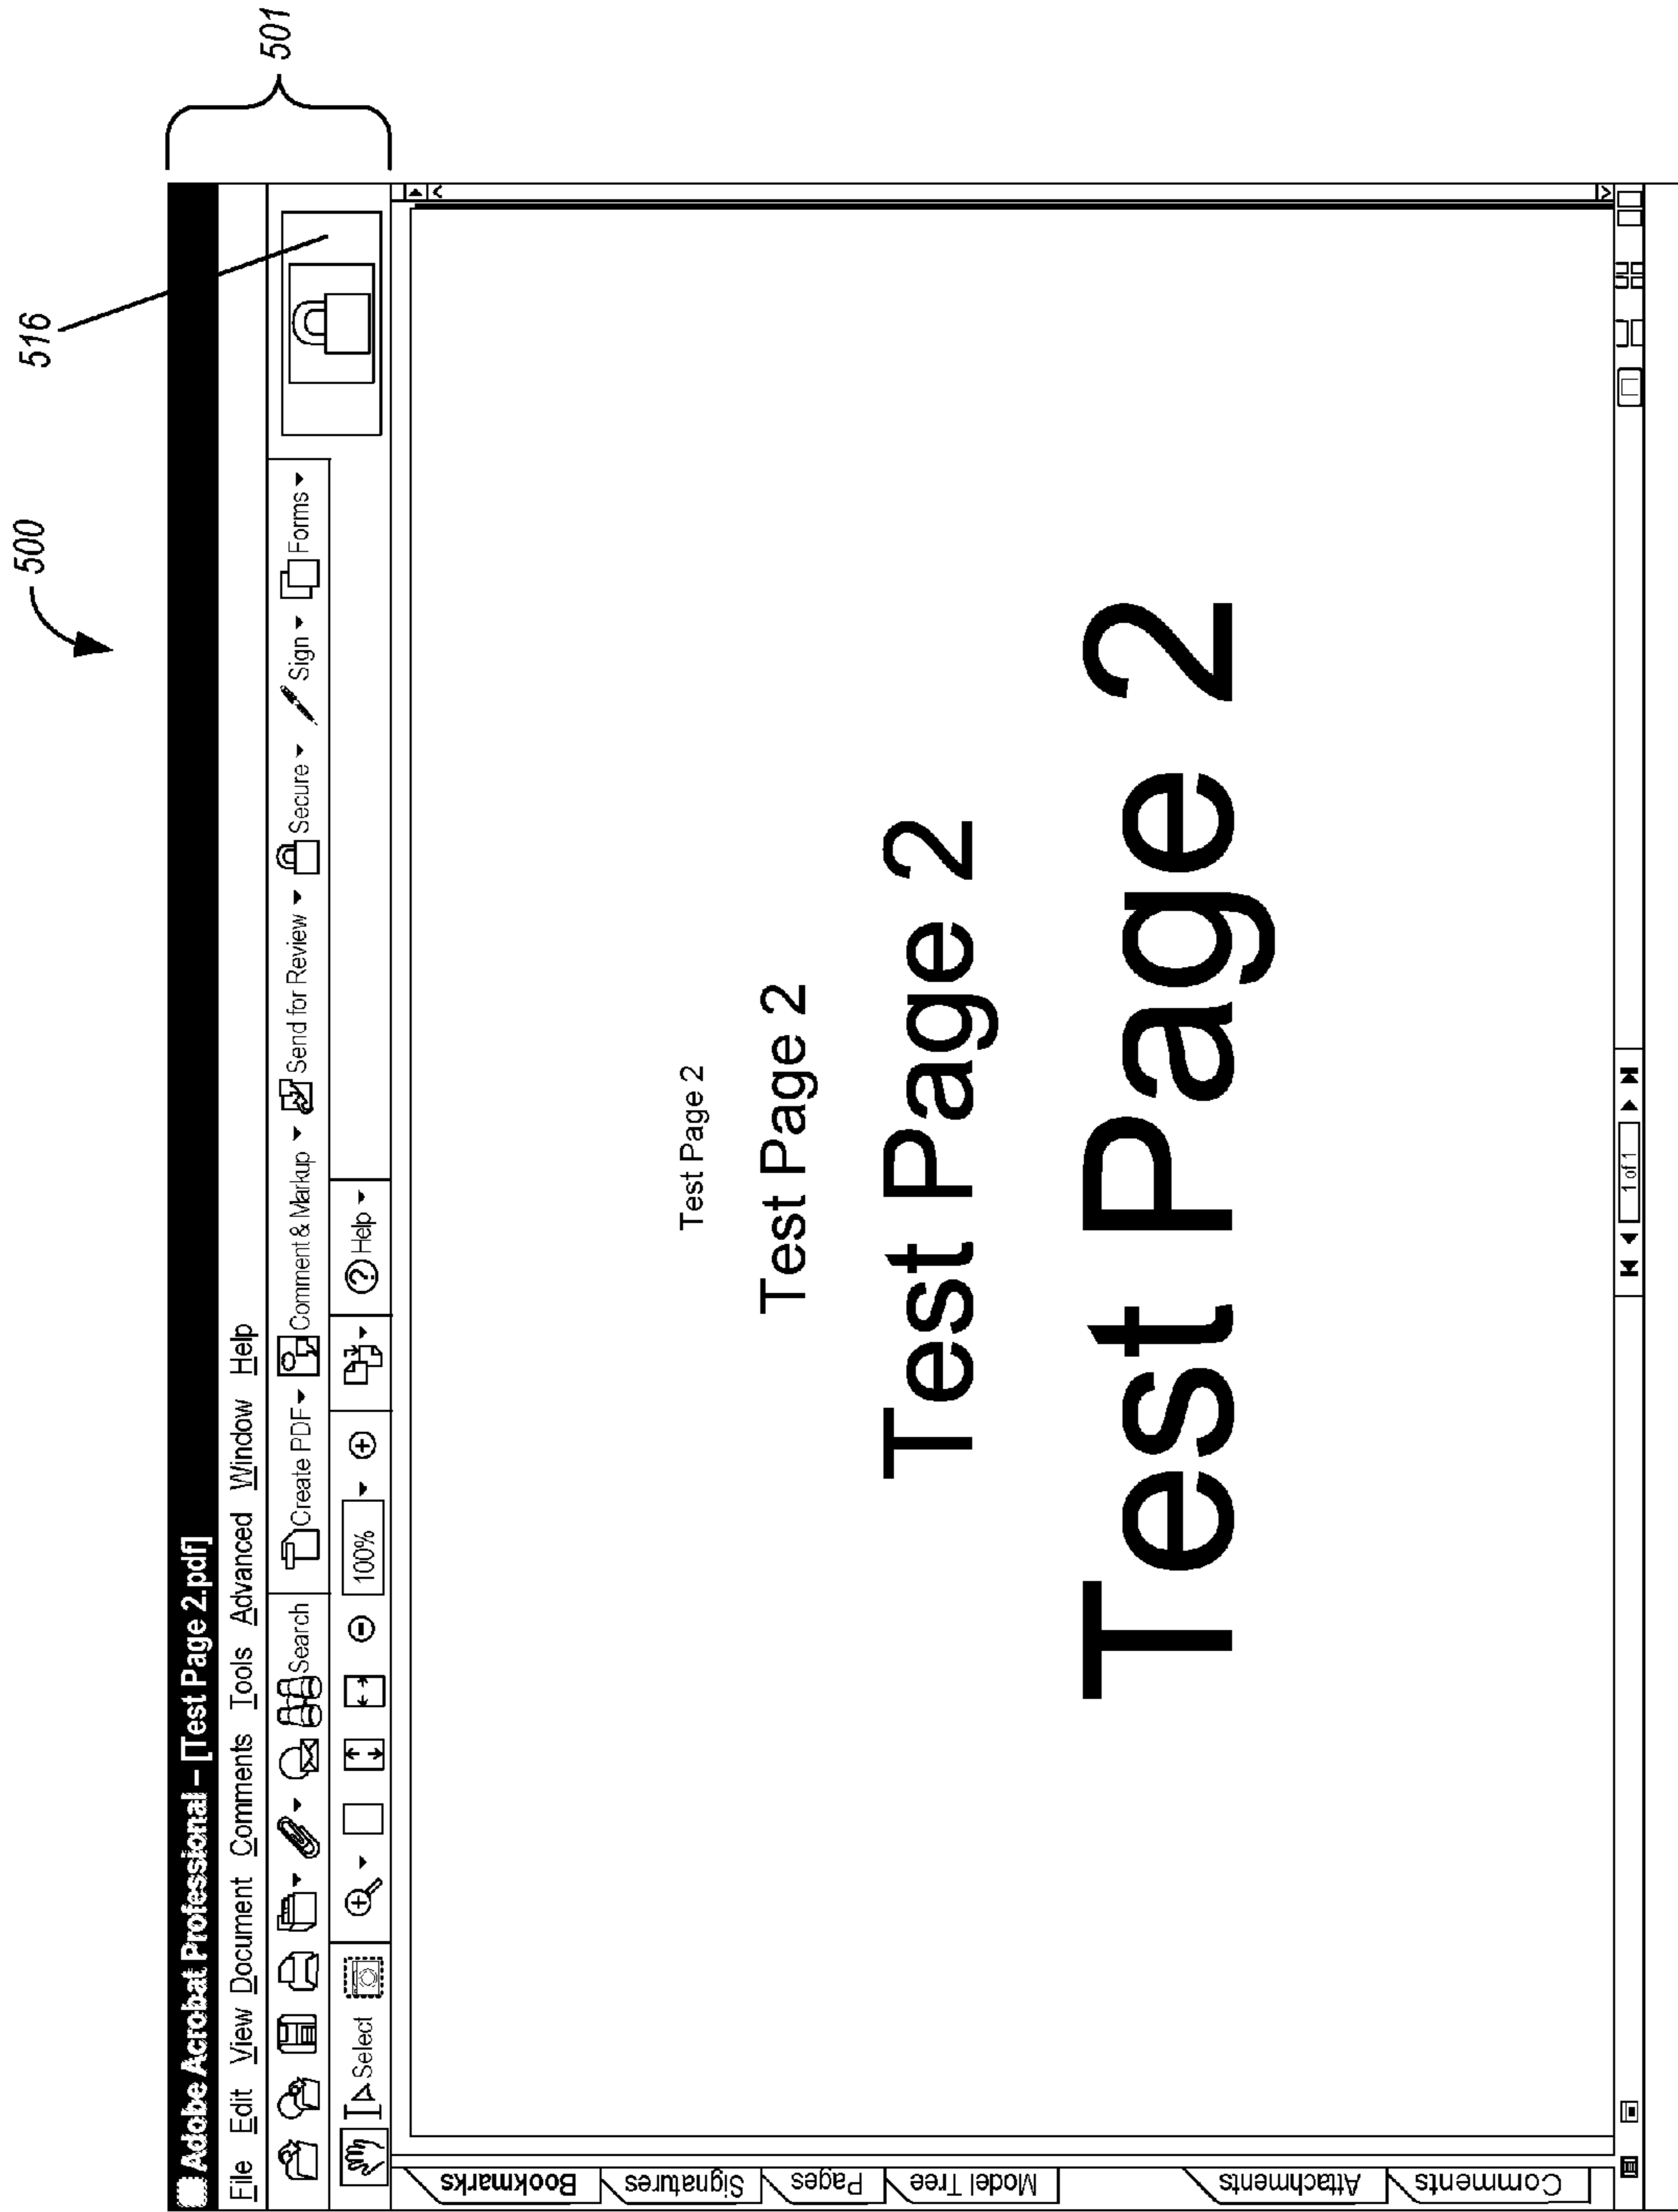 500
516
501
Adobe Acrobat Professional – [Test Page 2.pdf]
File Edit View Document Comments Tools Advanced Window Help
Search Create PDF Comment & Markup Send for Review Secure Sign Forms
Select 100% Help
Bookmarks
Signatures
Pages
Model Tree
Attachments
Comments
Test Page 2
Test Page 2
Test Page 2
Test Page 2
1 of 1